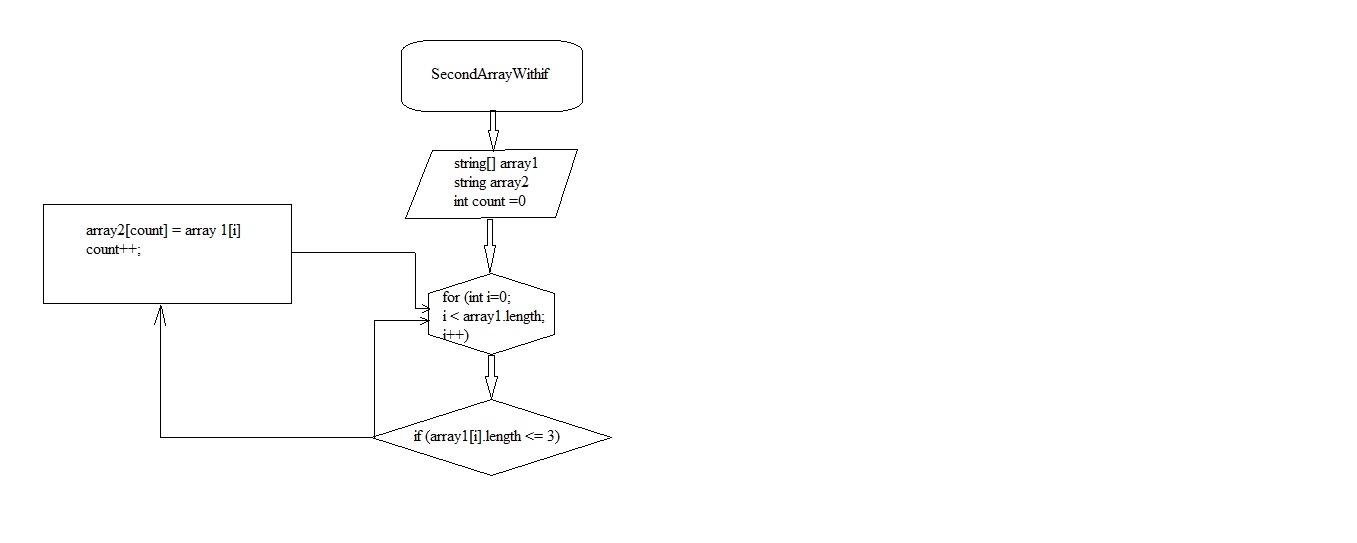 SecondArrayWithif
string[] array1
string array2
int count =0
array2[count] = array 1[i]
count++;
for (int i=0;
i < array1.length;
i++)
if (array1[i].length <= 3)